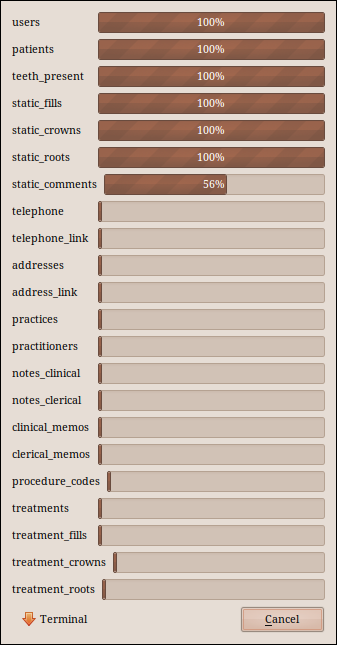 users 100%
patients 100%
teeth_present 100%
static_fills 100%
static_crowns 100%
static_roots 100%
static_comments 56%
telephone
telephone_link
addresses
address_link
practices
practitioners
notes_clinical
notes_clerical
clinical_memos
clerical_memos
procedure_codes
treatments
treatment_fills
treatment_crowns
treatment_roots
Terminal Cancel